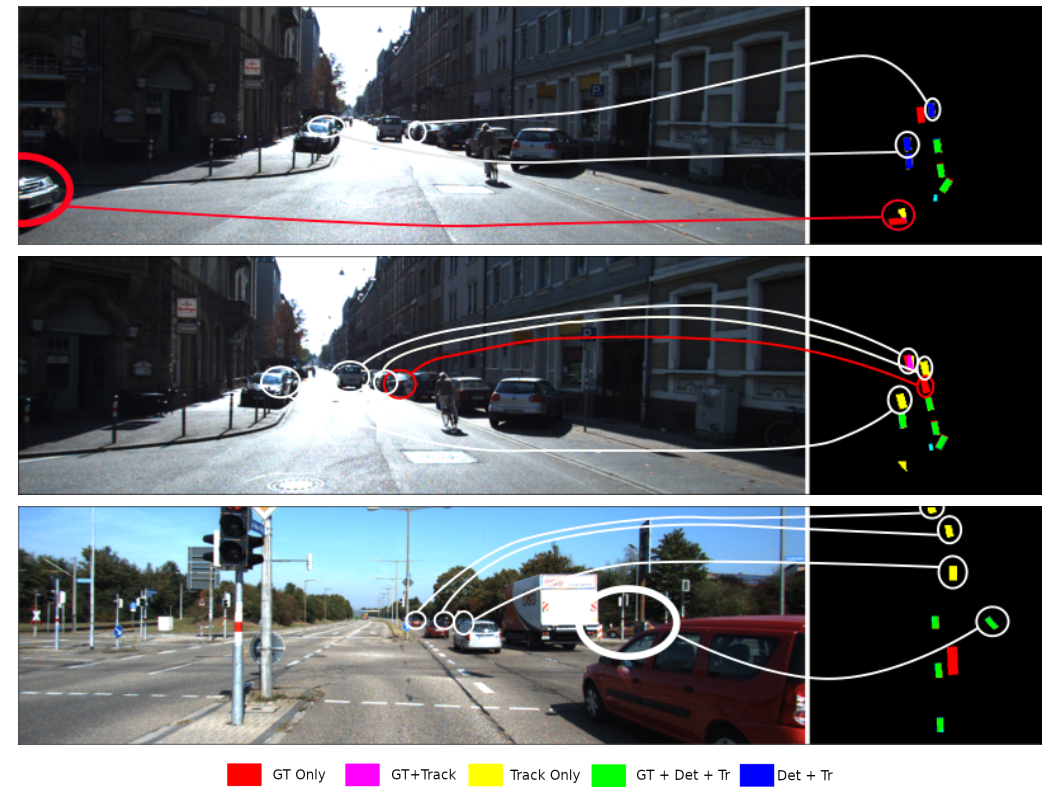 P
GT Only
GT+Track
Track Only
GT + Det + Tr
Det + Tr